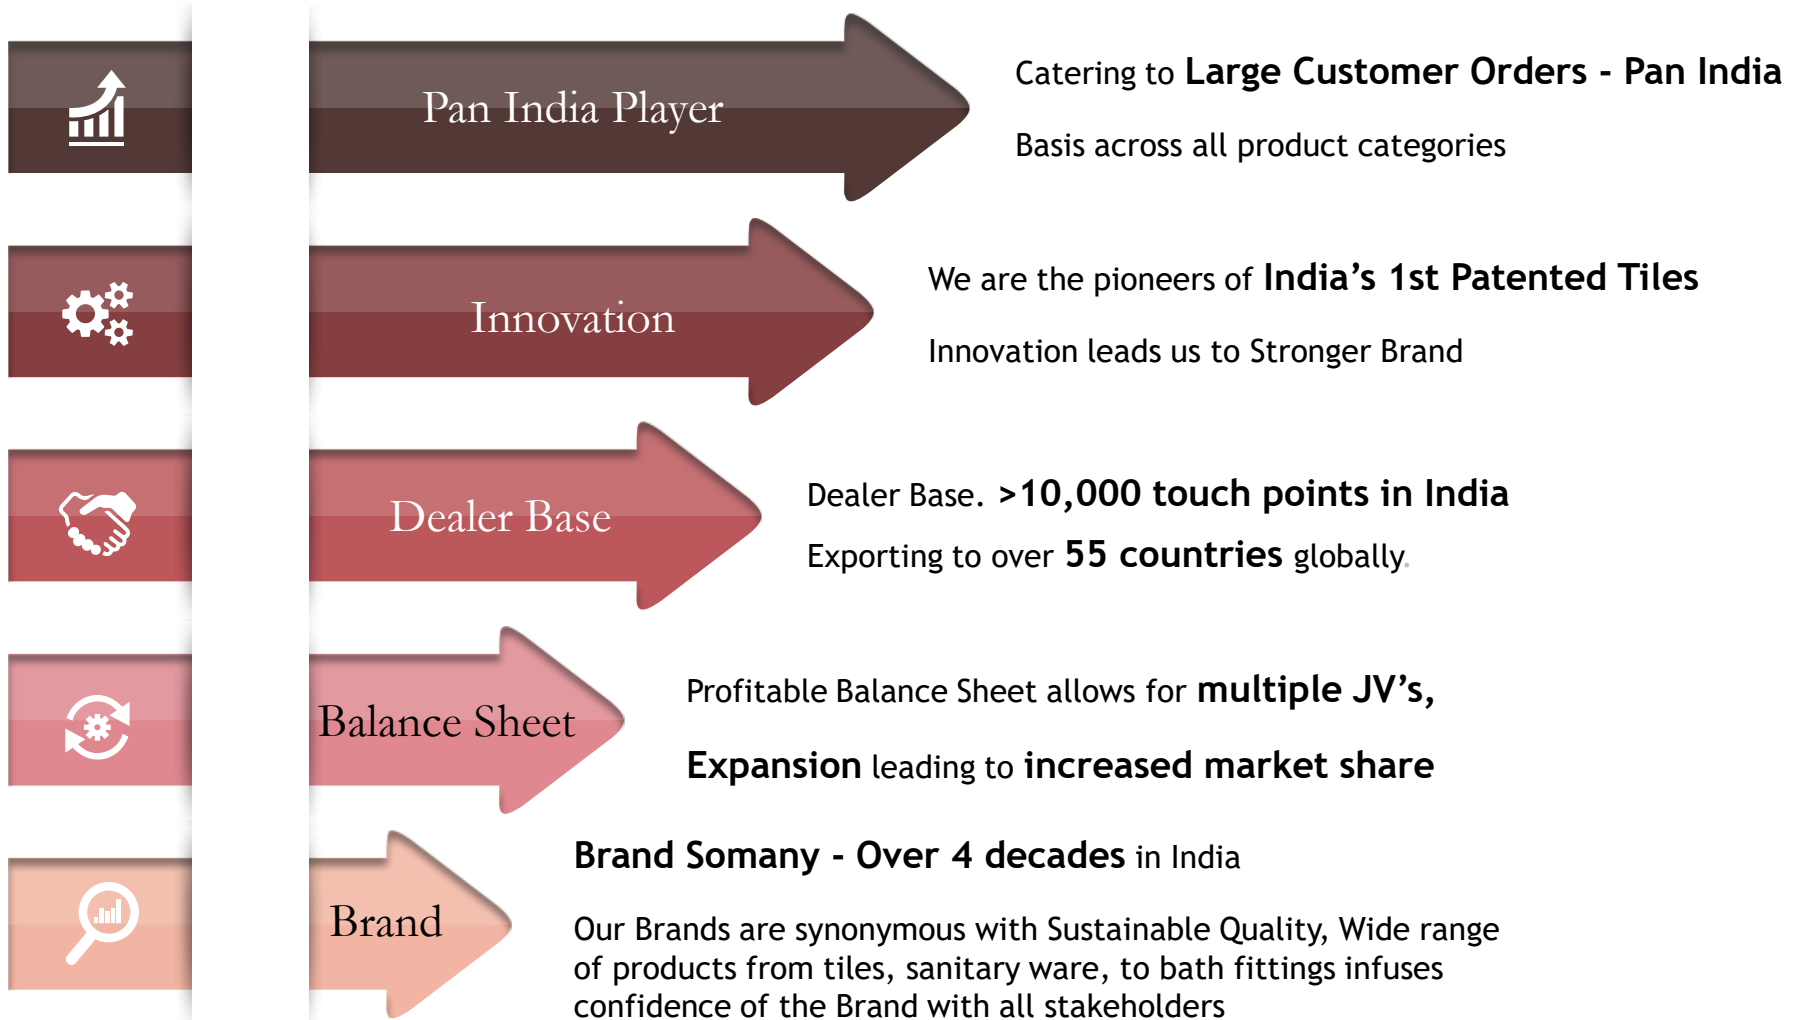 Pan India Player
Catering to Large Customer Orders - Pan India
Basis across all product categories
Innovation
We are the pioneers of India’s 1st Patented Tiles
Innovation leads us to Stronger Brand
Dealer Base
Dealer Base. >10,000 touch points in India
Exporting to over 55 countries globally.
Balance Sheet
Profitable Balance Sheet allows for multiple JV’s,
Expansion leading to increased market share
Brand
Brand Somany - Over 4 decades in India
Our Brands are synonymous with Sustainable Quality, Wide range
of products from tiles, sanitary ware, to bath fittings infuses
confidence of the Brand with all stakeholders